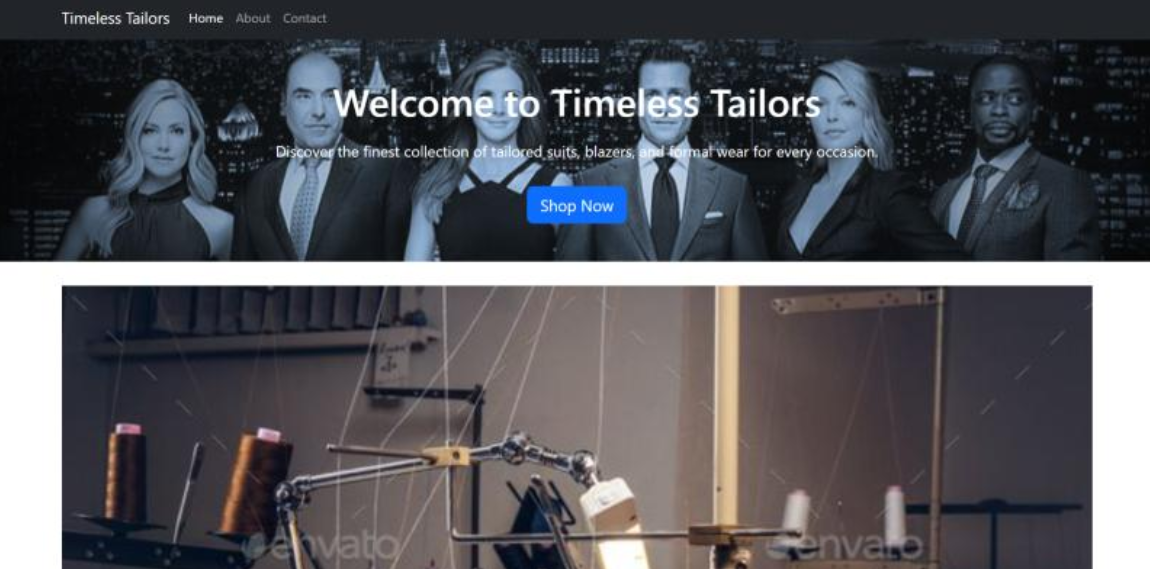 Timeless Tailors Home About Contact
Welcome to Timeless Tailors
Discover the finest collection of tailored suits, blazers, and formal wear for every occasion.
Shop Now
envato envato